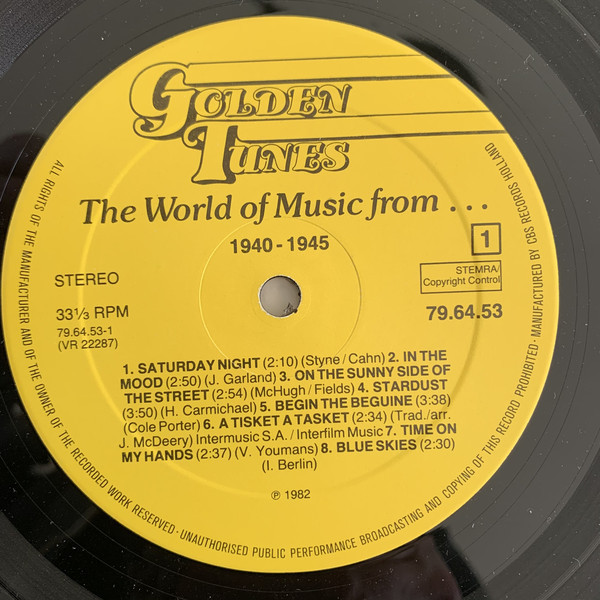 GOLDEN
TUNES
The World of Music from . . .
1940 - 1945
1
STEREO
STEMRA/
Copyright Control
33⅓ RPM
79.64.53
79.64.53-1
(VR 22287)
1. SATURDAY NIGHT (2:10) (Styne / Cahn) 2. IN THE
MOOD (2:50) (J. Garland) 3. ON THE SUNNY SIDE OF
THE STREET (2:54) (McHugh / Fields) 4. STARDUST
(3:50) (H. Carmichael) 5. BEGIN THE BEGUINE (3:38)
(Cole Porter) 6. A TISKET A TASKET (2:34) (Trad./arr.
J. McDeery) Intermusic S.A. / Interfilm Music 7. TIME ON
MY HANDS (2:37) (V. Youmans) 8. BLUE SKIES (2:30)
(I. Berlin)
℗ 1982
ALL RIGHTS OF THE MANUFACTURER AND OF THE OWNER OF THE RECORDED WORK RESERVED · UNAUTHORISED PUBLIC PERFORMANCE BROADCASTING AND COPYING OF THIS RECORD PROHIBITED · MANUFACTURED BY CBS RECORDS HOLLAND